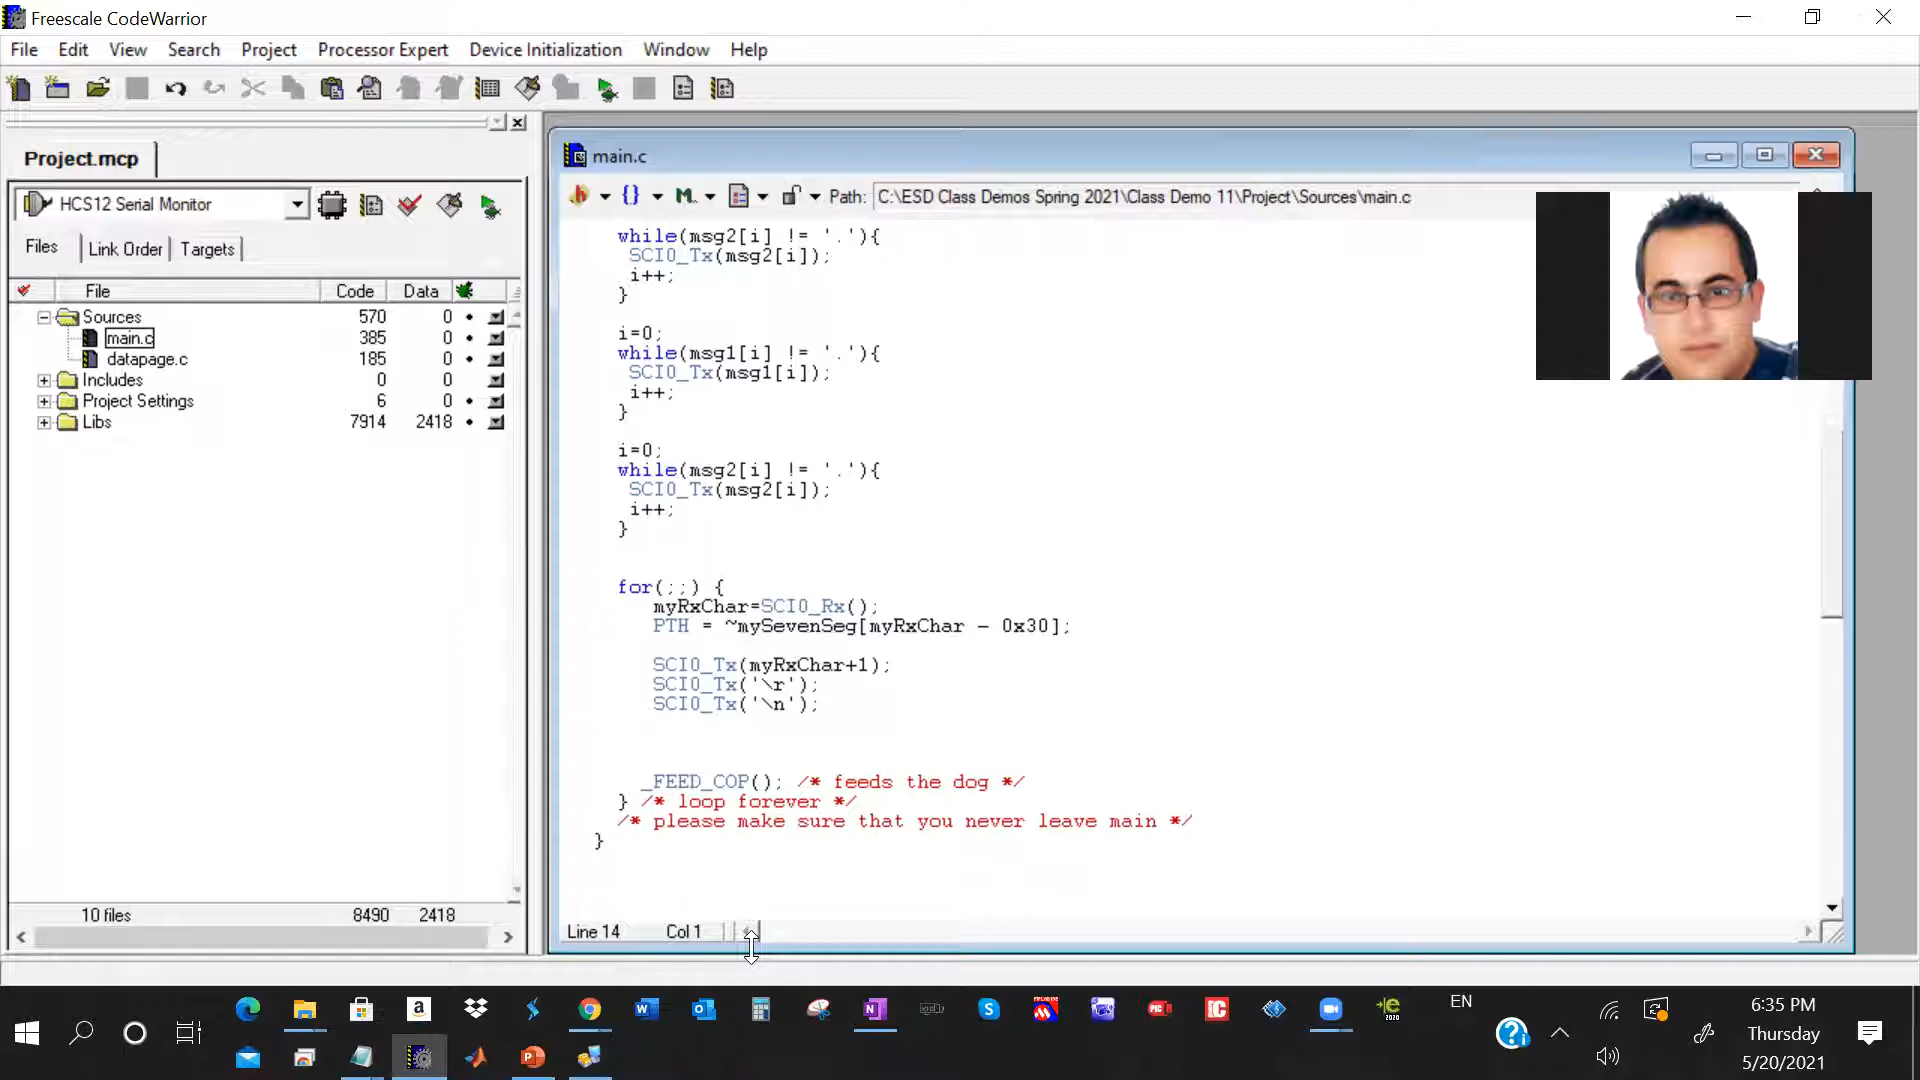 Freescale CodeWarrior
File Edit View Search Project Processor Expert Device Initialization Window Help
Project.mcp
HCS12 Serial Monitor
Files Link Order Targets
File Code Data
Sources 570 0
main.c 385 0
datapage.c 185 0
Includes 0 0
Project Settings 6 0
Libs 7914 2418
10 files 8490 2418
main.c
Path: C:\ESD Class Demos Spring 2021\Class Demo 11\Project\Sources\main.c
while(msg2[i] != '.'){
SCI0_Tx(msg2[i]);
i++;
}
i=0;
while(msg1[i] != '.'){
SCI0_Tx(msg1[i]);
i++;
}
i=0;
while(msg2[i] != '.'){
SCI0_Tx(msg2[i]);
i++;
}
for(;;) {
myRxChar=SCI0_Rx();
PTH = ~mySevenSeg[myRxChar - 0x30];
SCI0_Tx(myRxChar+1);
SCI0_Tx('\r');
SCI0_Tx('\n');
_FEED_COP(); /* feeds the dog */
} /* loop forever */
/* please make sure that you never leave main */
}
Line 14 Col 1
EN
6:35 PM
Thursday
5/20/2021